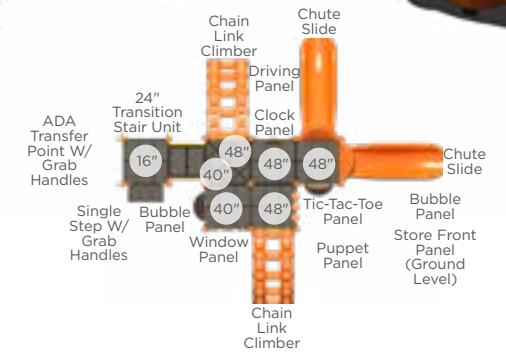 Chain
Link
Climber
Chute
Slide
Driving
Panel
24"
Transition
Stair Unit
Clock
Panel
ADA
Transfer
Point W/
Grab
Handles
16"
48"
40"
48"
48"
Chute
Slide
40"
48"
Single
Step W/
Grab
Handles
Bubble
Panel
Window
Panel
Tic-Tac-Toe
Panel
Puppet
Panel
Bubble
Panel
Store Front
Panel
(Ground
Level)
Chain
Link
Climber